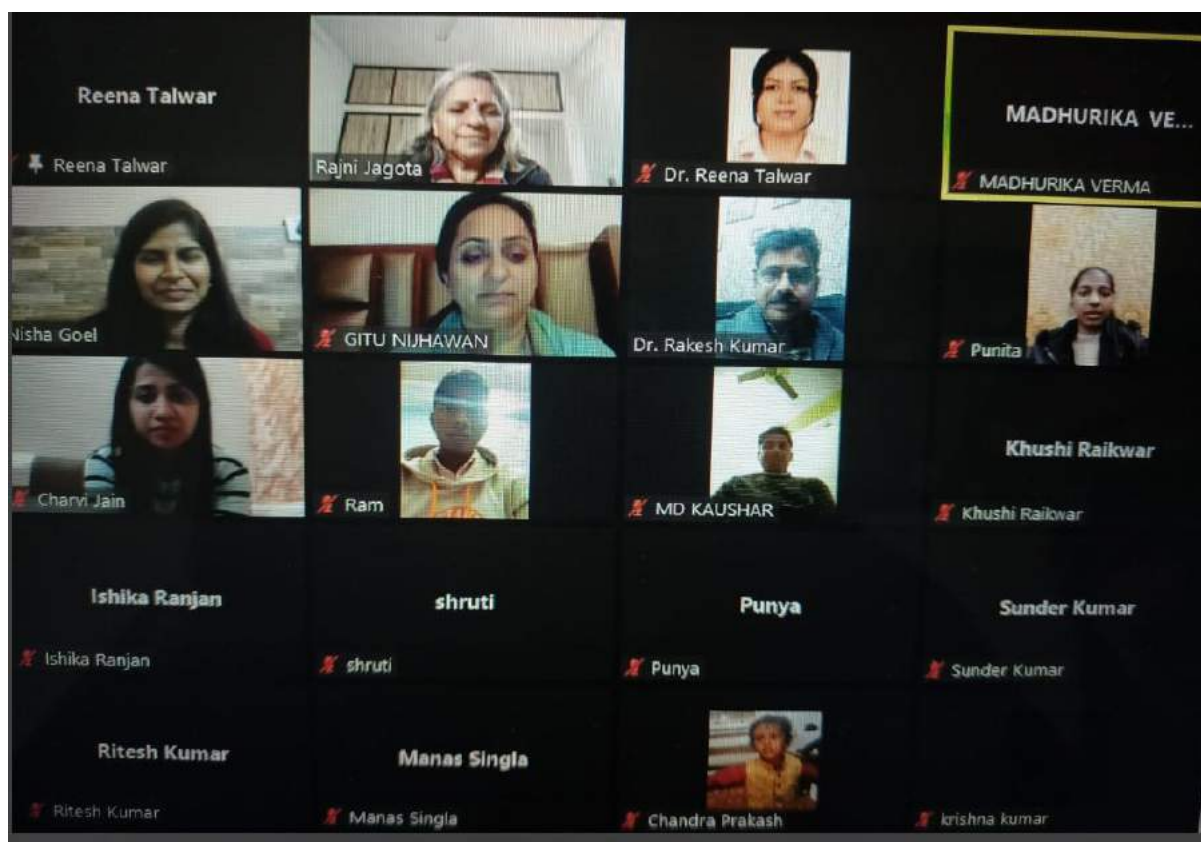 Reena Talwar
Reena Talwar
Rajni Jagota
Dr. Reena Talwar
MADHURIKA VE...
MADHURIKA VERMA
Nisha Goel
GITU NIJHAWAN
Dr. Rakesh Kumar
Punita
Charvi Jain
Ram
MD KAUSHAR
Khushi Raikwar
Khushi Raikwar
Ishika Ranjan
Ishika Ranjan
shruti
shruti
Punya
Punya
Sunder Kumar
Sunder Kumar
Ritesh Kumar
Ritesh Kumar
Manas Singla
Manas Singla
Chandra Prakash
krishna kumar